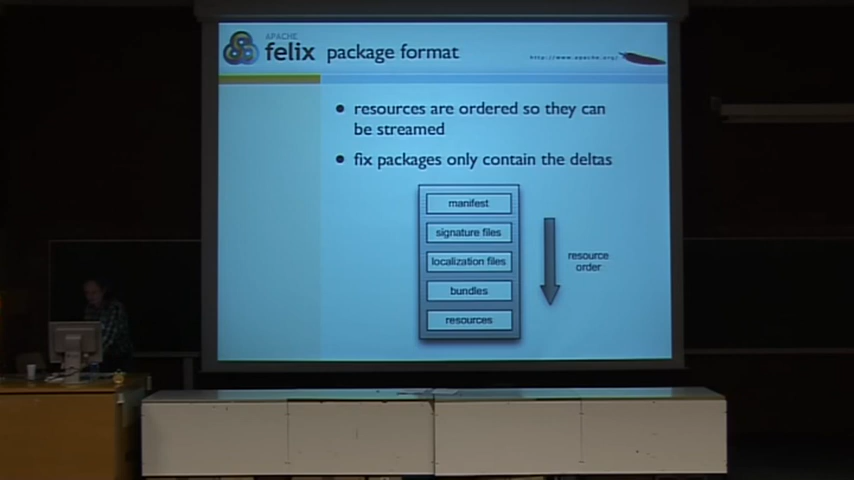 APACHE
felix package format
http://www.apache.org/
resources are ordered so they can
be streamed
fix packages only contain the deltas
manifest
signature files
localization files
bundles
resources
resource
order